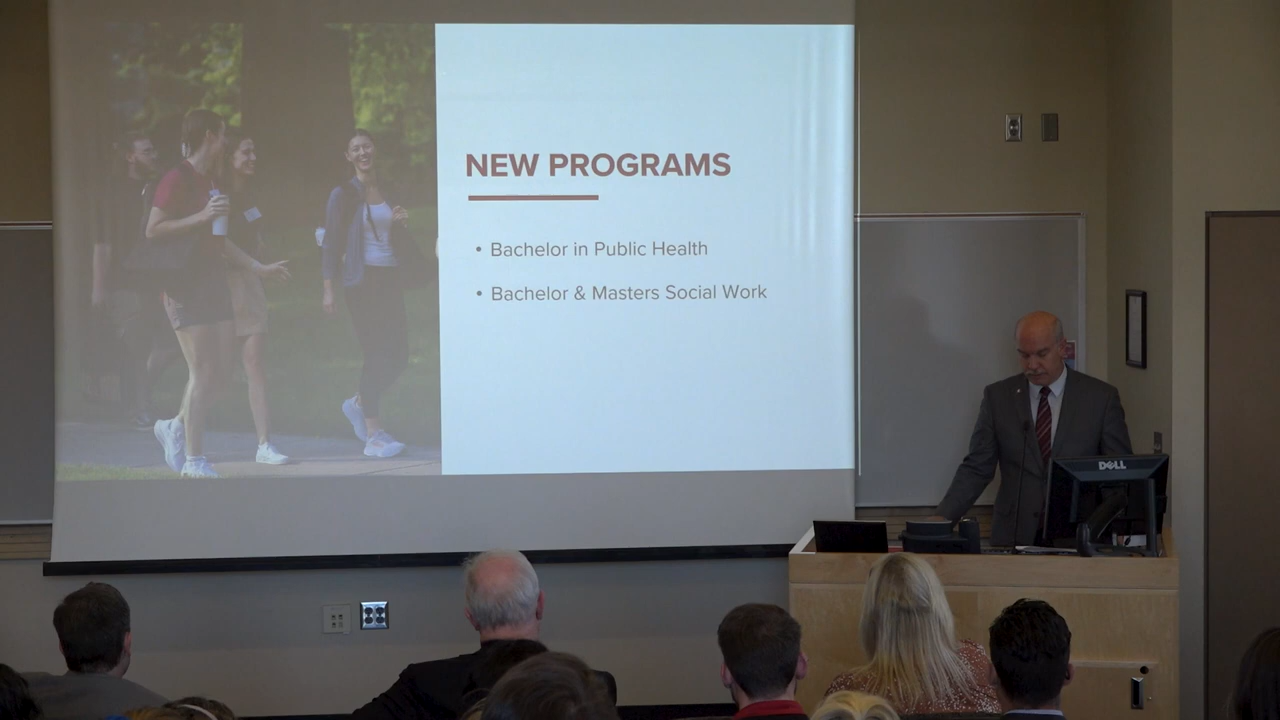 NEW PROGRAMS
• Bachelor in Public Health
• Bachelor & Masters Social Work
DELL